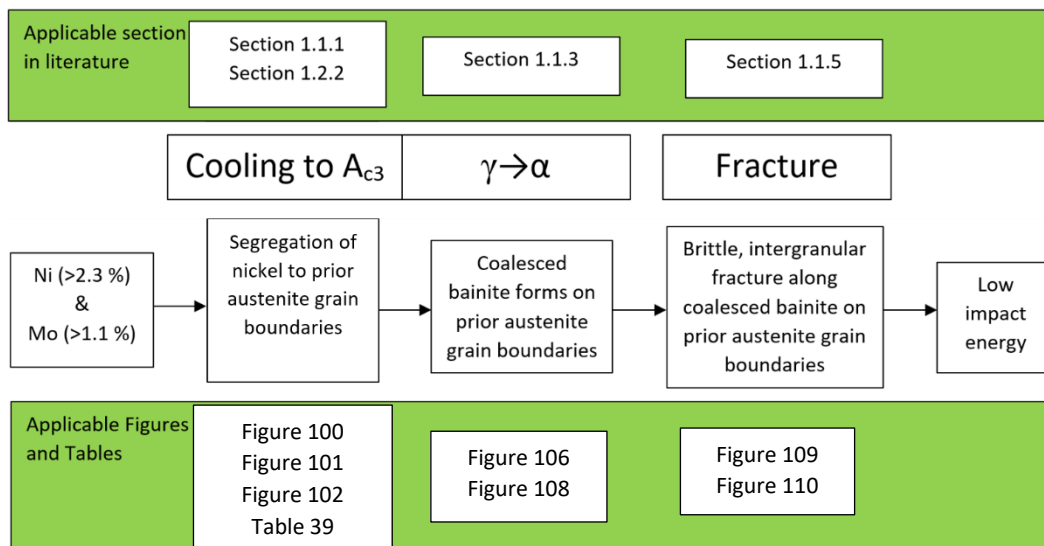 Applicable section
in literature
Section 1.1.1
Section 1.2.2
Section 1.1.3
Section 1.1.5
Cooling to Ac3
γ→α
Fracture
Ni (>2.3 %)
&
Mo (>1.1 %)
Segregation of
nickel to prior
austenite grain
boundaries
Coalesced
bainite forms on
prior austenite
grain boundaries
Brittle, intergranular
fracture along
coalesced bainite on
prior austenite grain
boundaries
Low
impact
energy
Applicable Figures
and Tables
Figure 100
Figure 101
Figure 102
Table 39
Figure 106
Figure 108
Figure 109
Figure 110